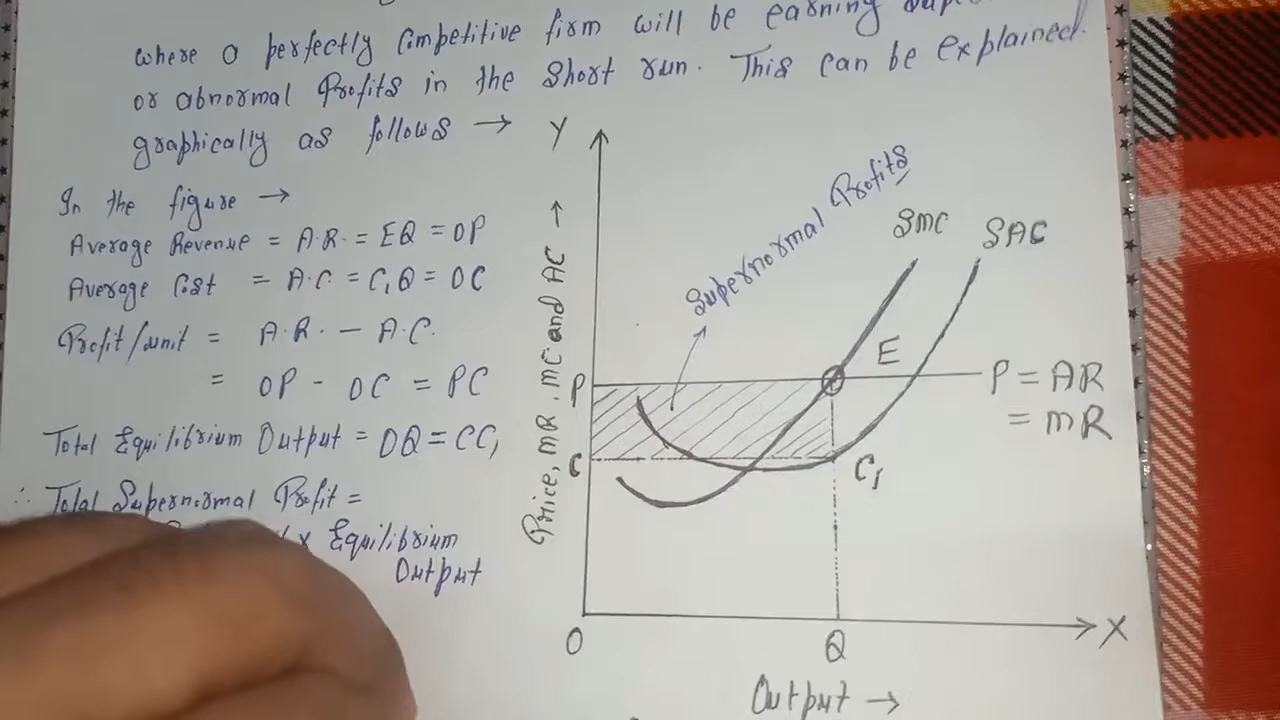 where a perfectly Competitive firm will be earning
or abnormal Profits in the Short run. This can be explained.
graphically as follows →
In the figure →
Average Revenue = A.R. = EQ = OP
Average Cost = A.C. = C₁Q = OC
Profit/unit = A.R. - A.C.
= OP - OC = PC
Total Equilibrium Output = OQ = CC₁
∴ Total Supernormal Profit =
x Equilibrium
Output
Y
Price, MR, MC and AC →
Supernormal Profits
SMC
SAC
E
P
P = AR
= MR
C
C₁
O
Q
X
Output →